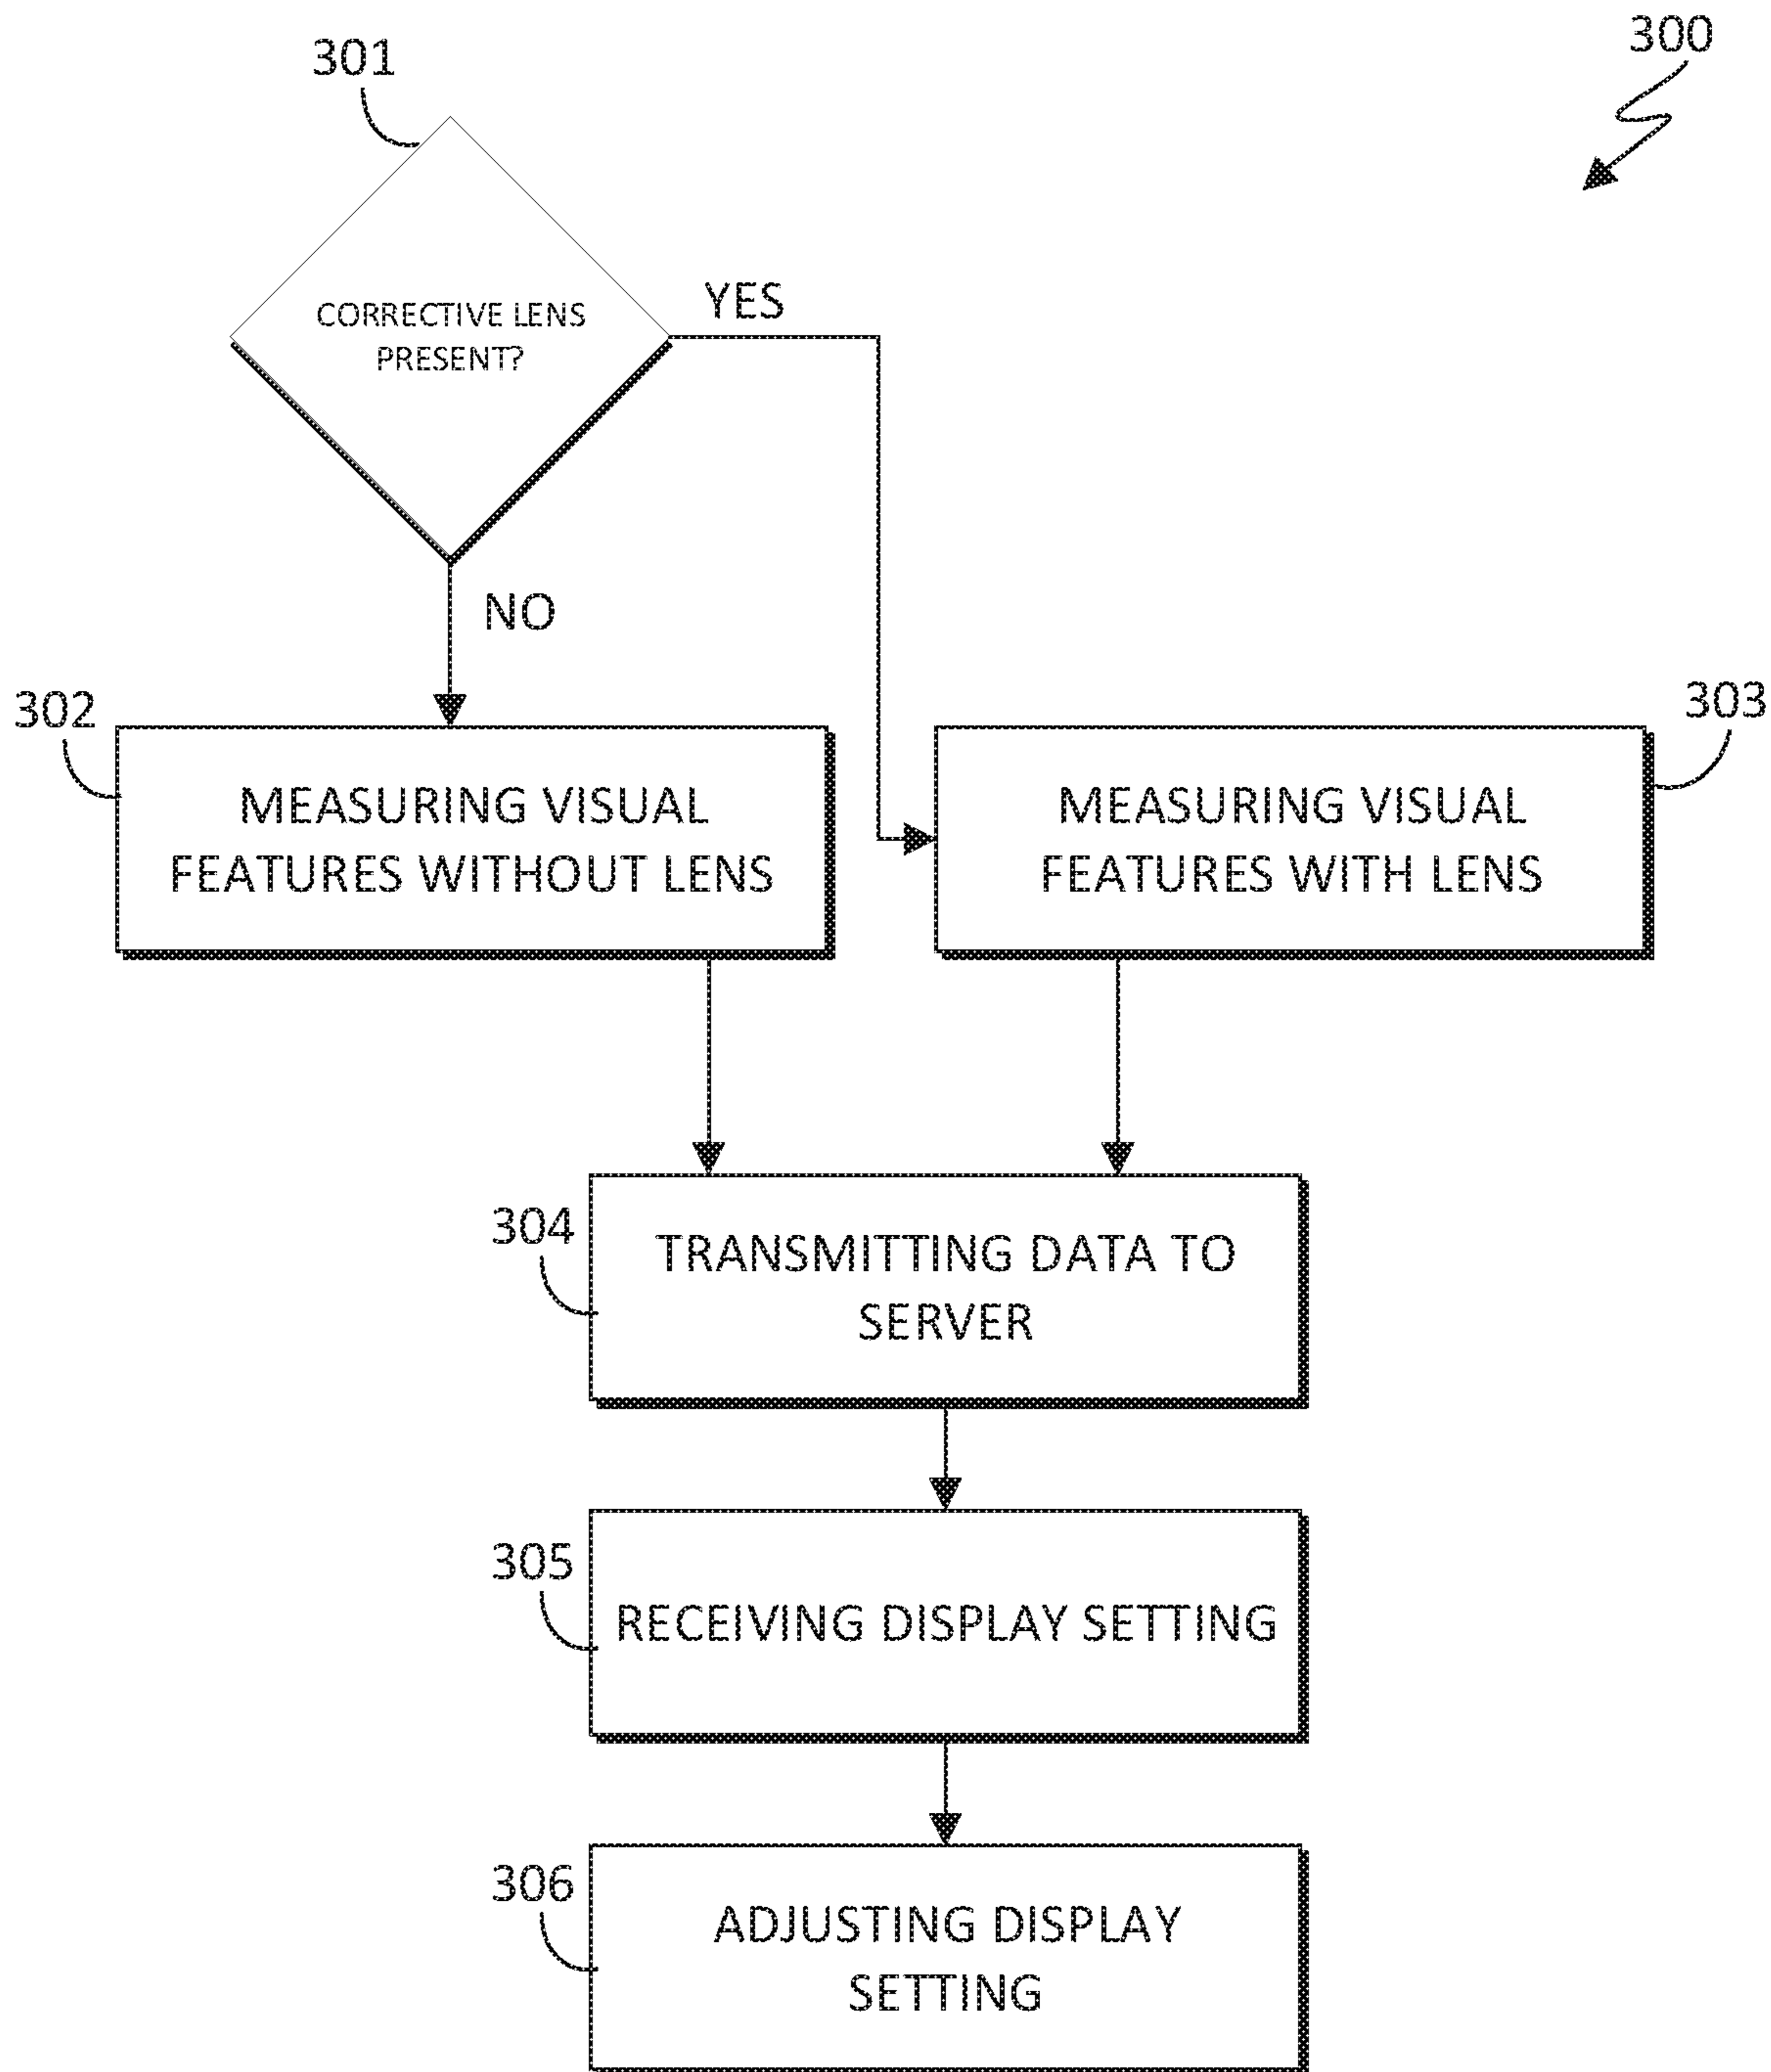 300
301
CORRECTIVE LENS
PRESENT?
YES
NO
302
MEASURING VISUAL
FEATURES WITHOUT LENS
303
MEASURING VISUAL
FEATURES WITH LENS
304
TRANSMITTING DATA TO
SERVER
305
RECEIVING DISPLAY SETTING
306
ADJUSTING DISPLAY
SETTING